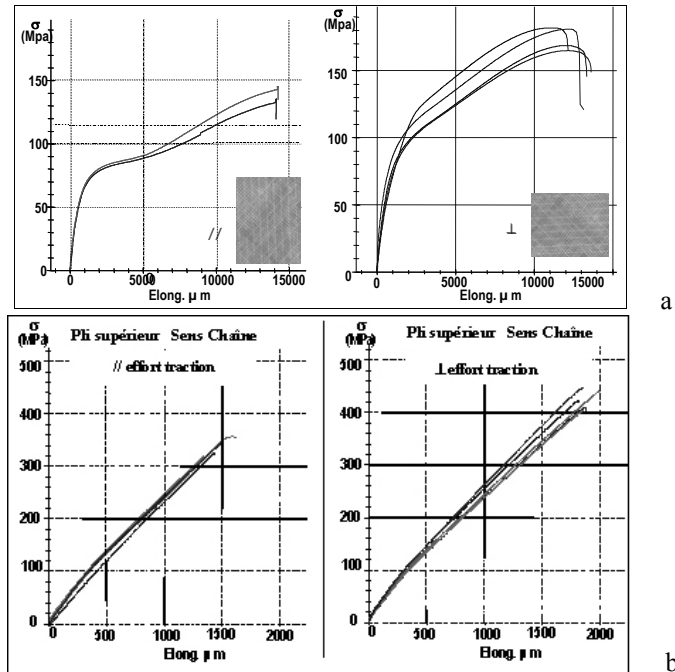 σ
(Mpa)
150
100
50
0
0 5000 10000 15000
Elong. µ m
//
σ
(Mpa)
150
100
50
0
0 5000 10000 15000
Elong. µ m
⊥
a
σ
(MPa)
Pli supérieur Sens Chaîne
// effort traction
500
400
300
200
100
0
0 500 1000 1500 2000
Elong. µm
σ
(MPa)
Pli supérieur Sens Chaîne
⊥ effort traction
500
400
300
200
100
0
0 500 1000 1500 2000
Elong. µm
b